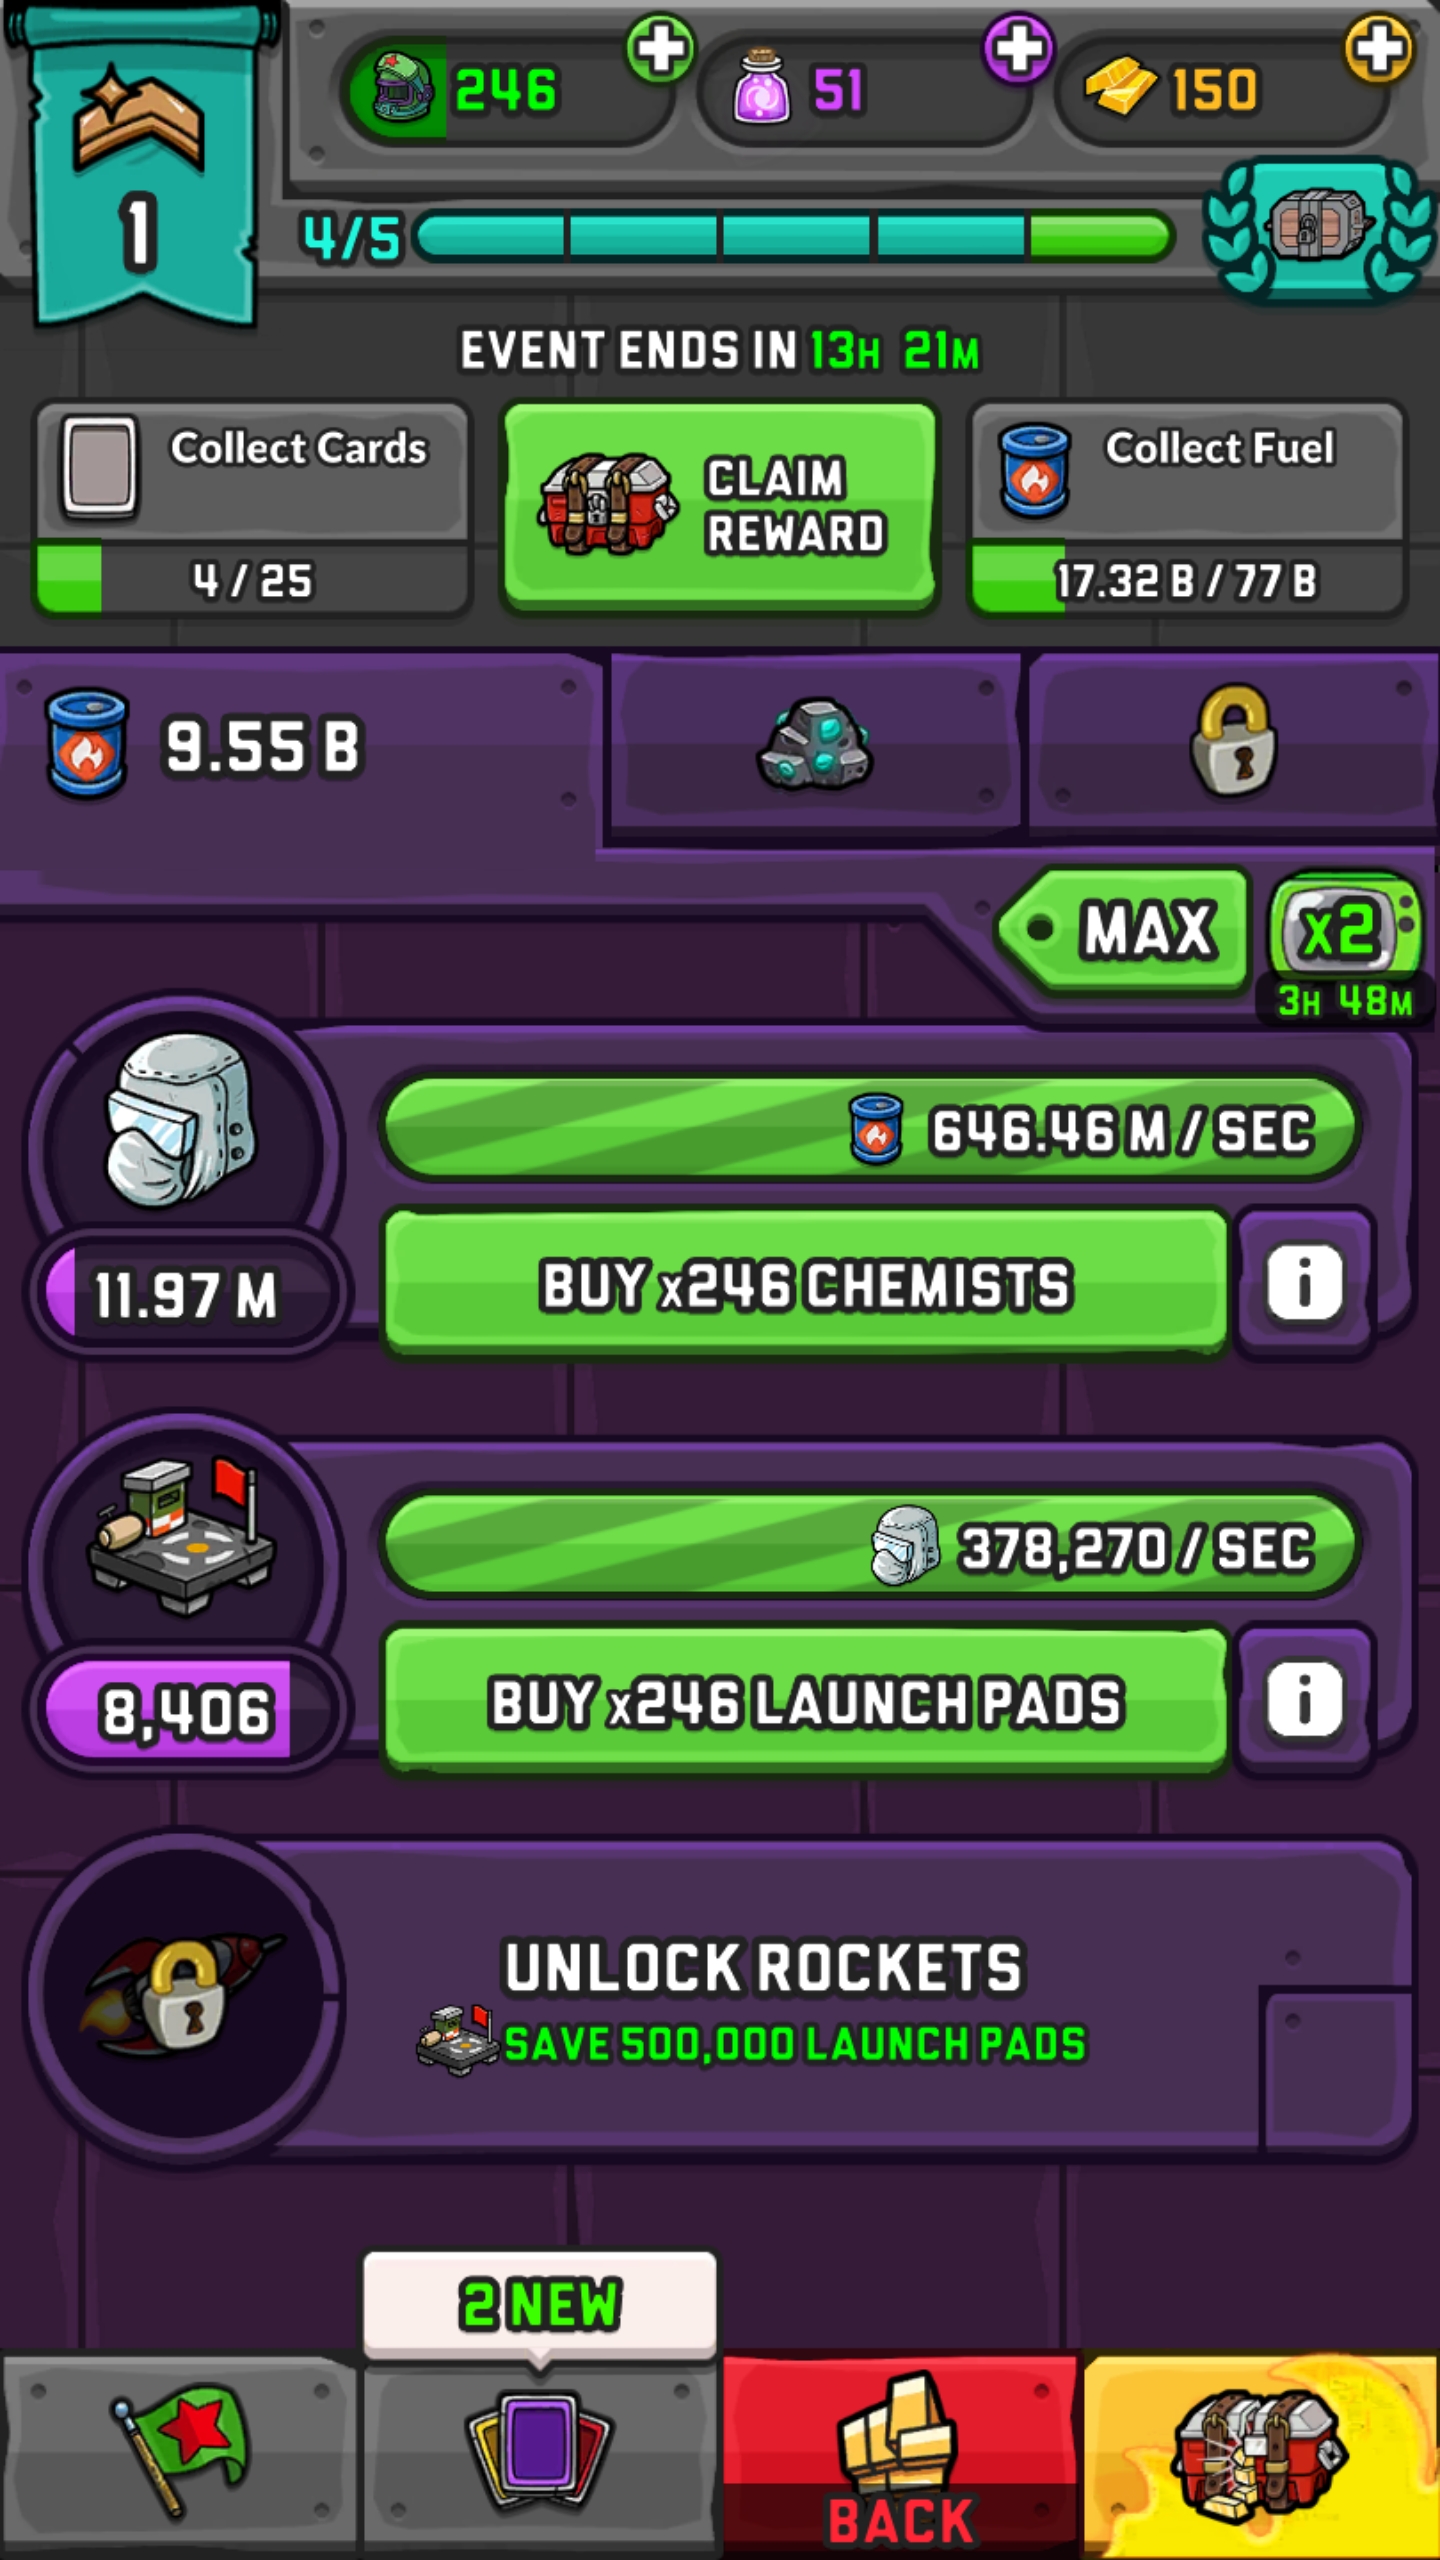 246
51
150
1
4/5
EVENT ENDS IN 13H 21M
Collect Cards
4 / 25
CLAIM
REWARD
Collect Fuel
17.32 B / 77 B
9.55 B
MAX
x2
3H 48M
646.46 M / SEC
11.97 M
BUY x246 CHEMISTS
i
378,270 / SEC
8,406
BUY x246 LAUNCH PADS
i
UNLOCK ROCKETS
SAVE 500,000 LAUNCH PADS
2 NEW
BACK